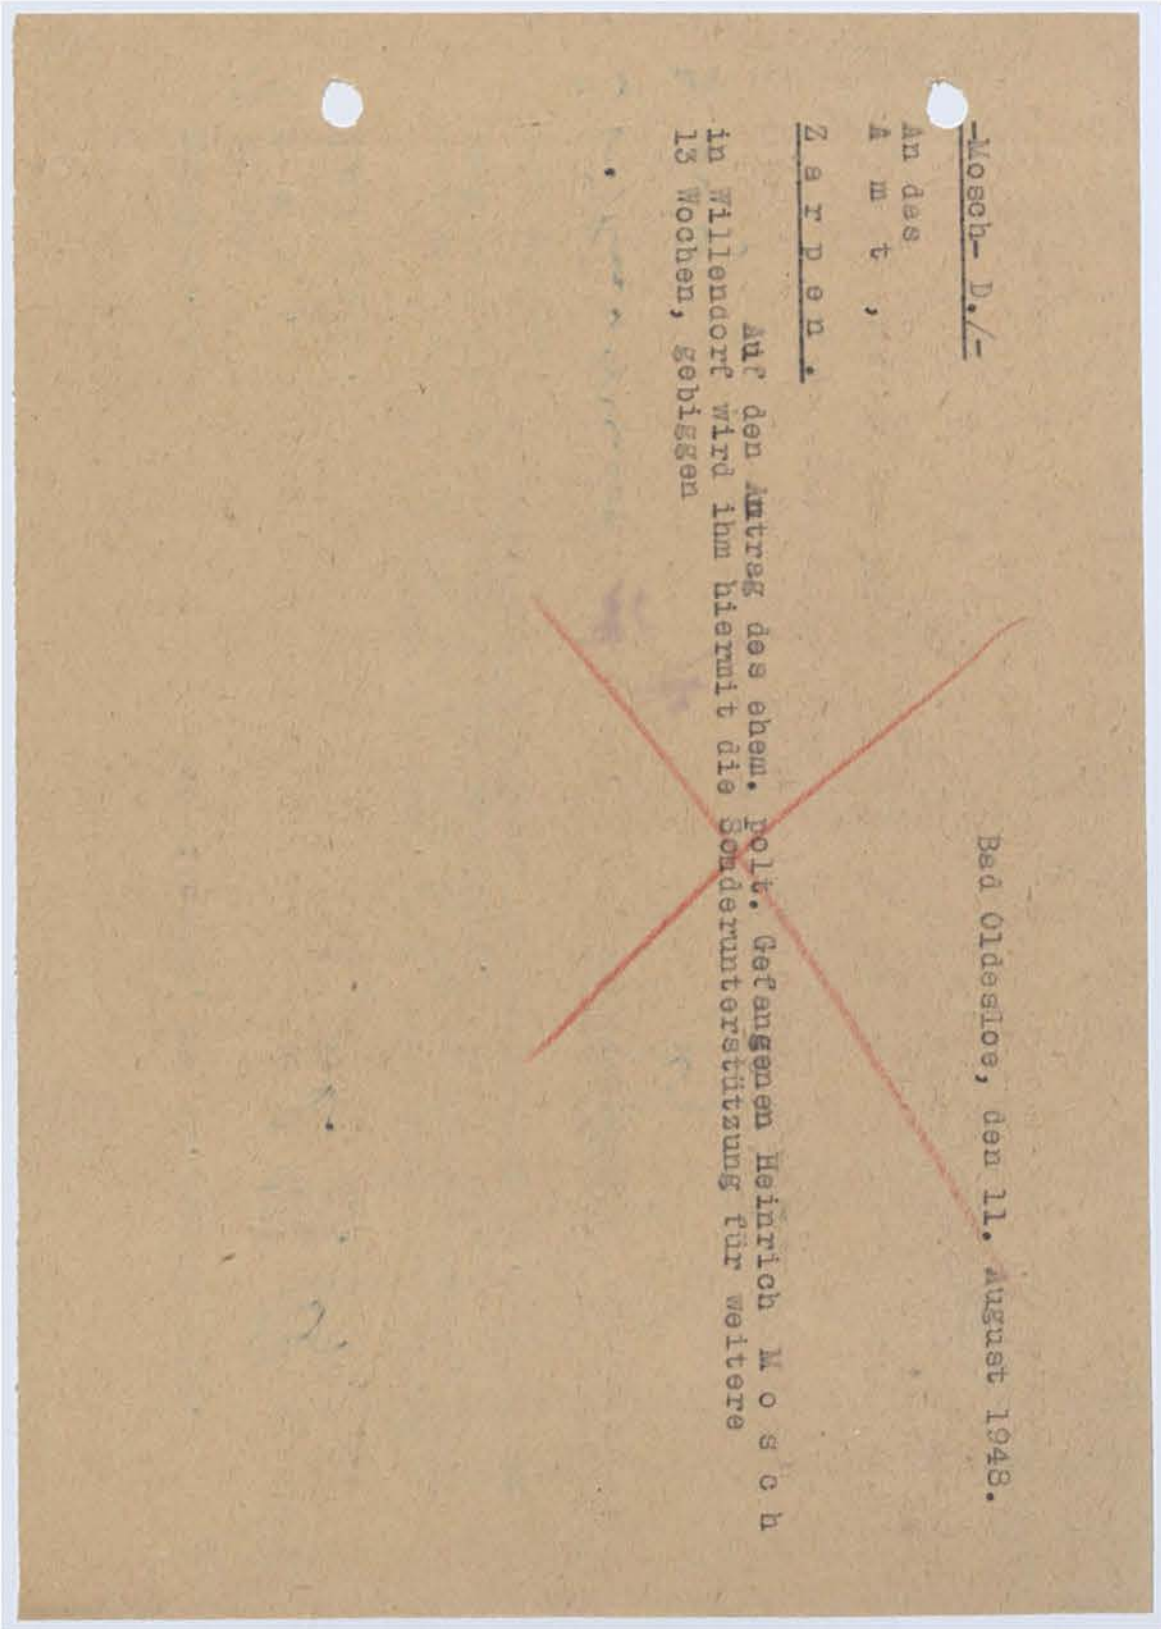 Bad Oldesloe, den 11. August 1948.
-Mosch- D./-
An das
A m t ,
Z a r p e n .
Auf den Antrag des ehem. polt. Gefangenen Heinrich M o s c h
in Willendorf wird ihm hiermit die Sonderunterstützung für weitere
13 Wochen, gebiggen